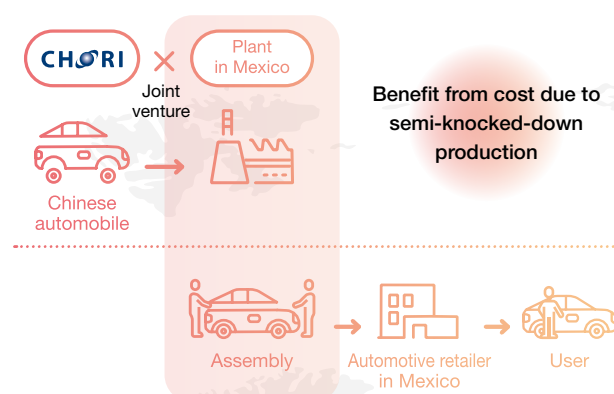 CHORI
Plant
in Mexico
Joint
venture
Benefit from cost due to
semi-knocked-down
production
Chinese
automobile
Assembly
Automotive retailer
in Mexico
User